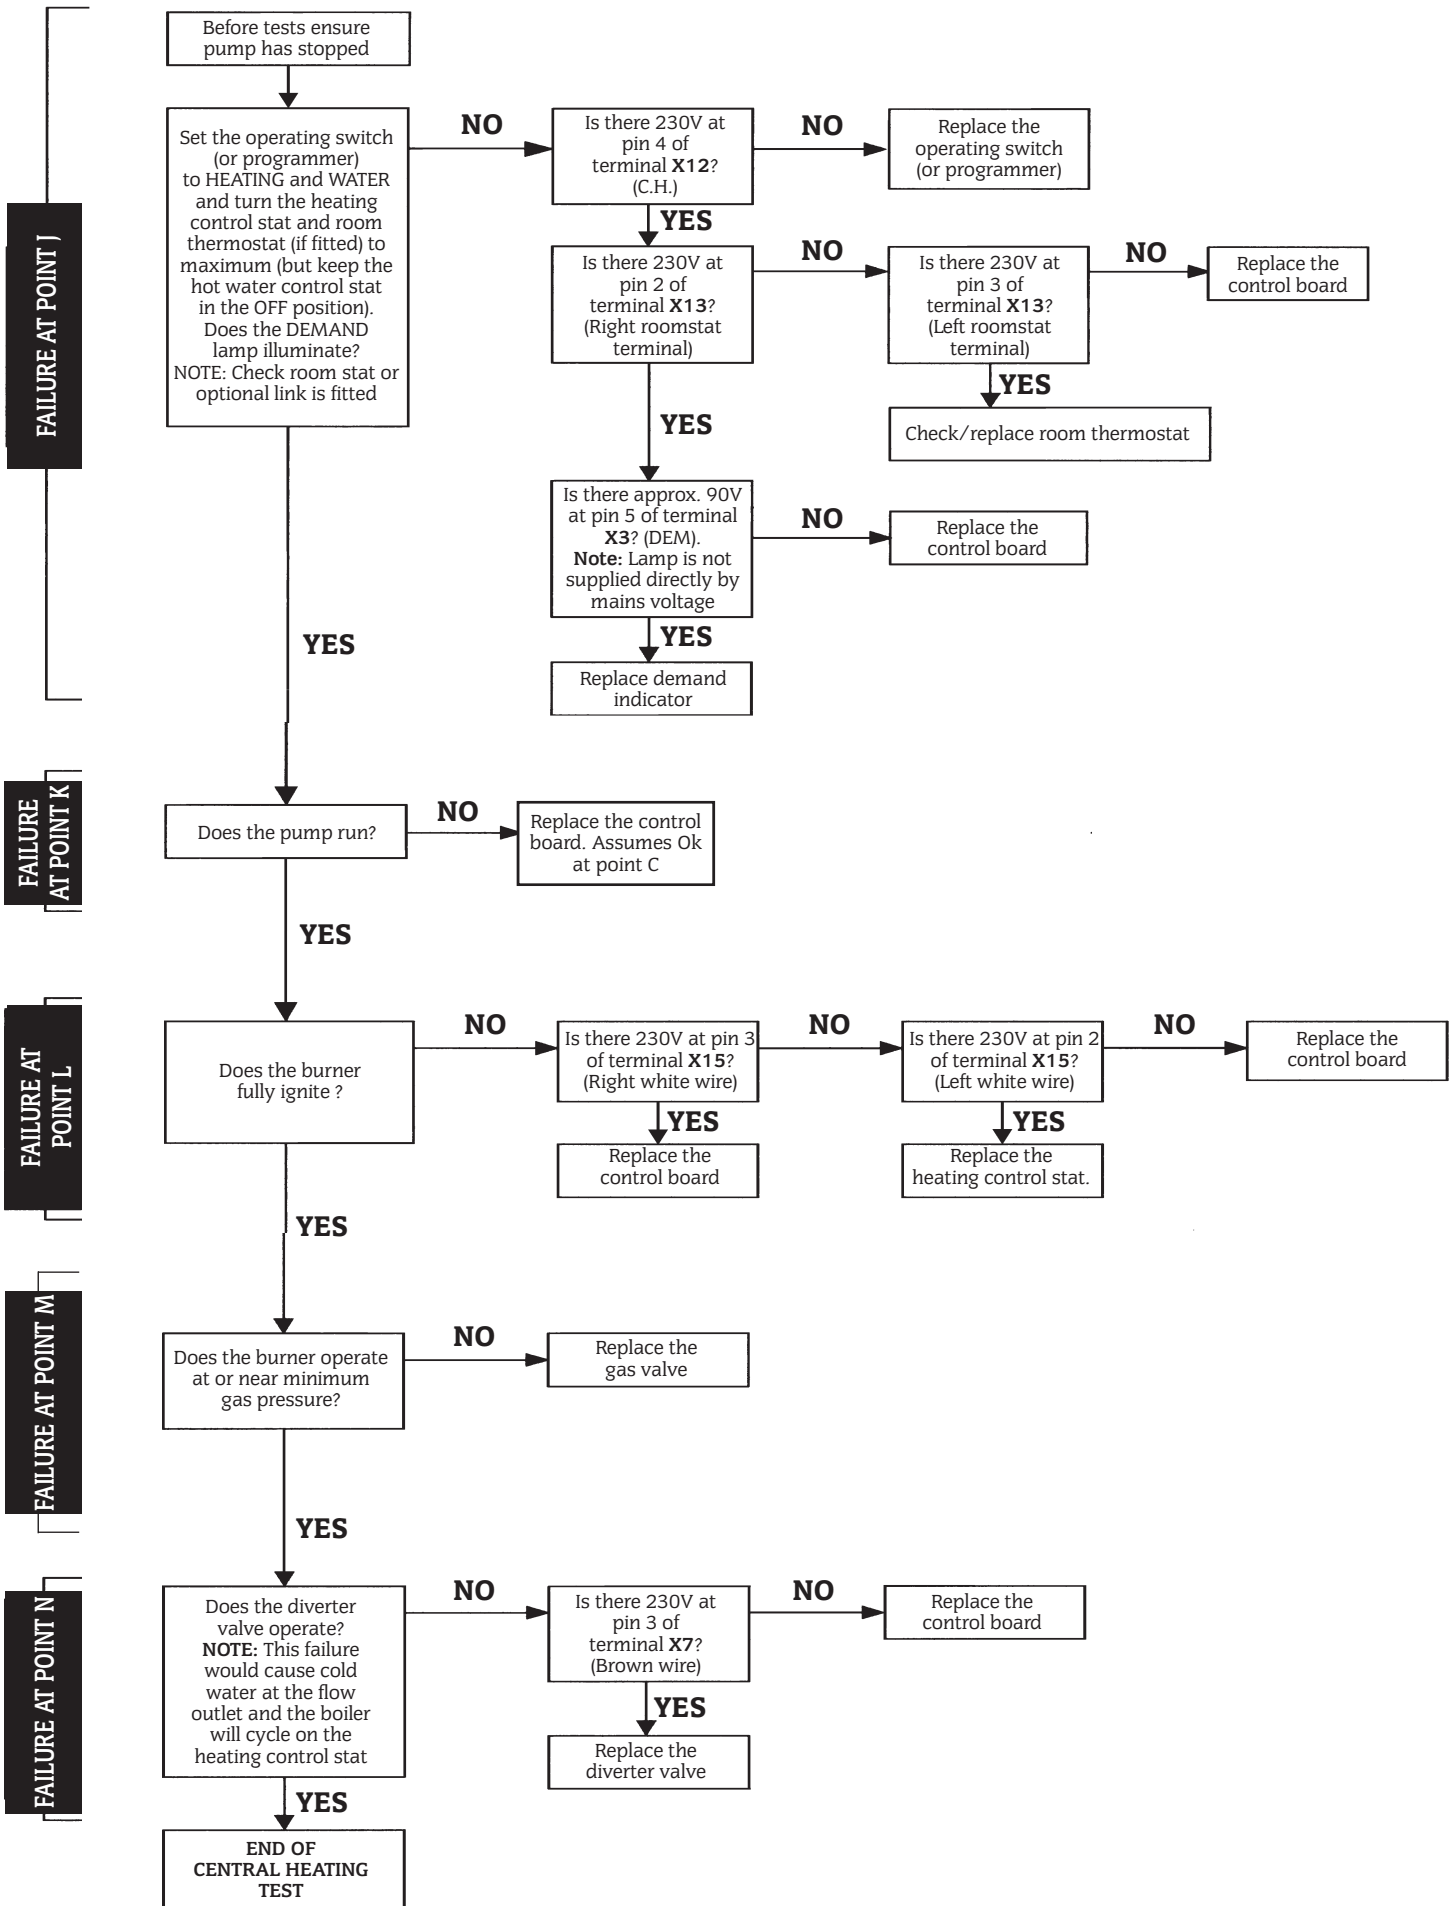 Before tests ensure
pump has stopped
Set the operating switch
(or programmer)
to HEATING and WATER
and turn the heating
control stat and room
thermostat (if fitted) to
maximum (but keep the
hot water control stat
in the OFF position).
Does the DEMAND
lamp illuminate?
NOTE: Check room stat or
optional link is fitted
NO
Is there 230V at
pin 4 of
terminal X12?
(C.H.)
NO
Replace the
operating switch
(or programmer)
YES
Is there 230V at
pin 2 of
terminal X13?
(Right roomstat
terminal)
NO
Is there 230V at
pin 3 of
terminal X13?
(Left roomstat
terminal)
NO
Replace the
control board
YES
Check/replace room thermostat
YES
Is there approx. 90V
at pin 5 of terminal
X3? (DEM).
Note: Lamp is not
supplied directly by
mains voltage
NO
Replace the
control board
YES
Replace demand
indicator
FAILURE AT POINT J
YES
FAILURE
AT POINT K
Does the pump run?
NO
Replace the control
board. Assumes Ok
at point C
YES
FAILURE AT
POINT L
Does the burner
fully ignite ?
NO
Is there 230V at pin 3
of terminal X15?
(Right white wire)
NO
Is there 230V at pin 2
of terminal X15?
(Left white wire)
NO
Replace the
control board
YES
Replace the
control board
YES
Replace the
heating control stat.
YES
FAILURE AT POINT M
Does the burner operate
at or near minimum
gas pressure?
NO
Replace the
gas valve
YES
FAILURE AT POINT N
Does the diverter
valve operate?
NOTE: This failure
would cause cold
water at the flow
outlet and the boiler
will cycle on the
heating control stat
NO
Is there 230V at
pin 3 of
terminal X7?
(Brown wire)
NO
Replace the
control board
YES
Replace the
diverter valve
YES
END OF
CENTRAL HEATING
TEST